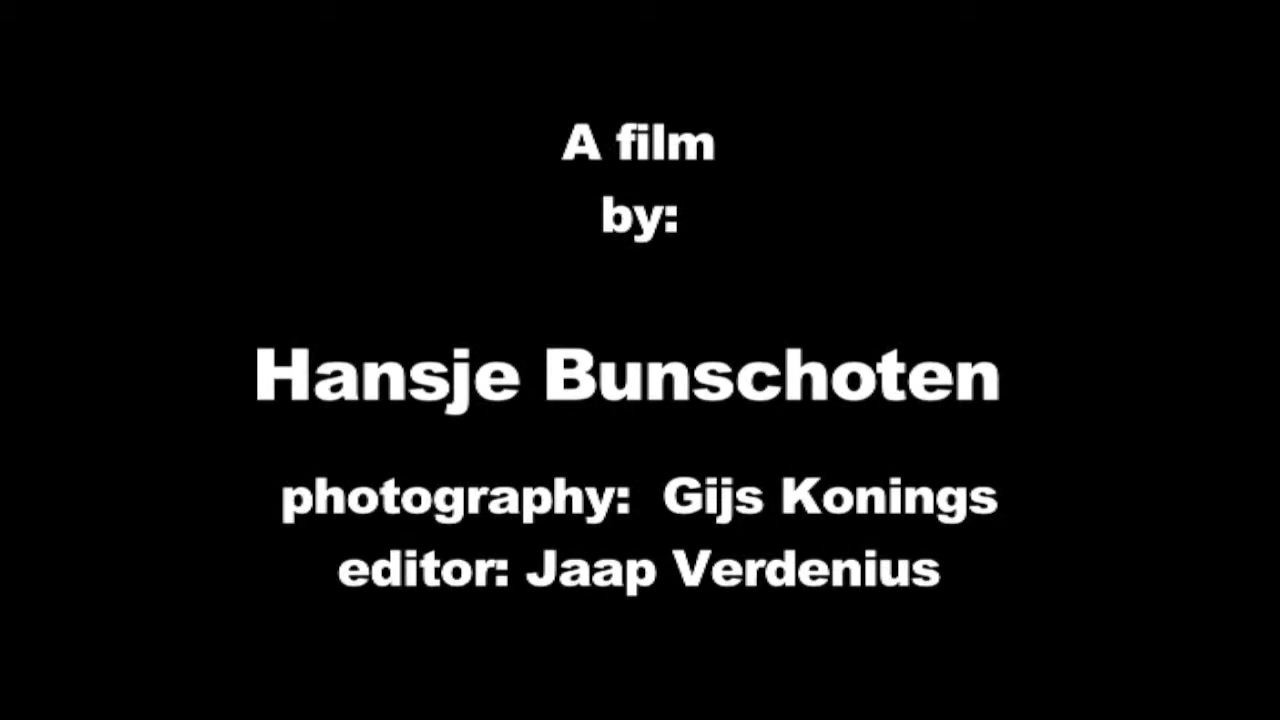 A film
by:
Hansje Bunschoten
photography: Gijs Konings
editor: Jaap Verdenius